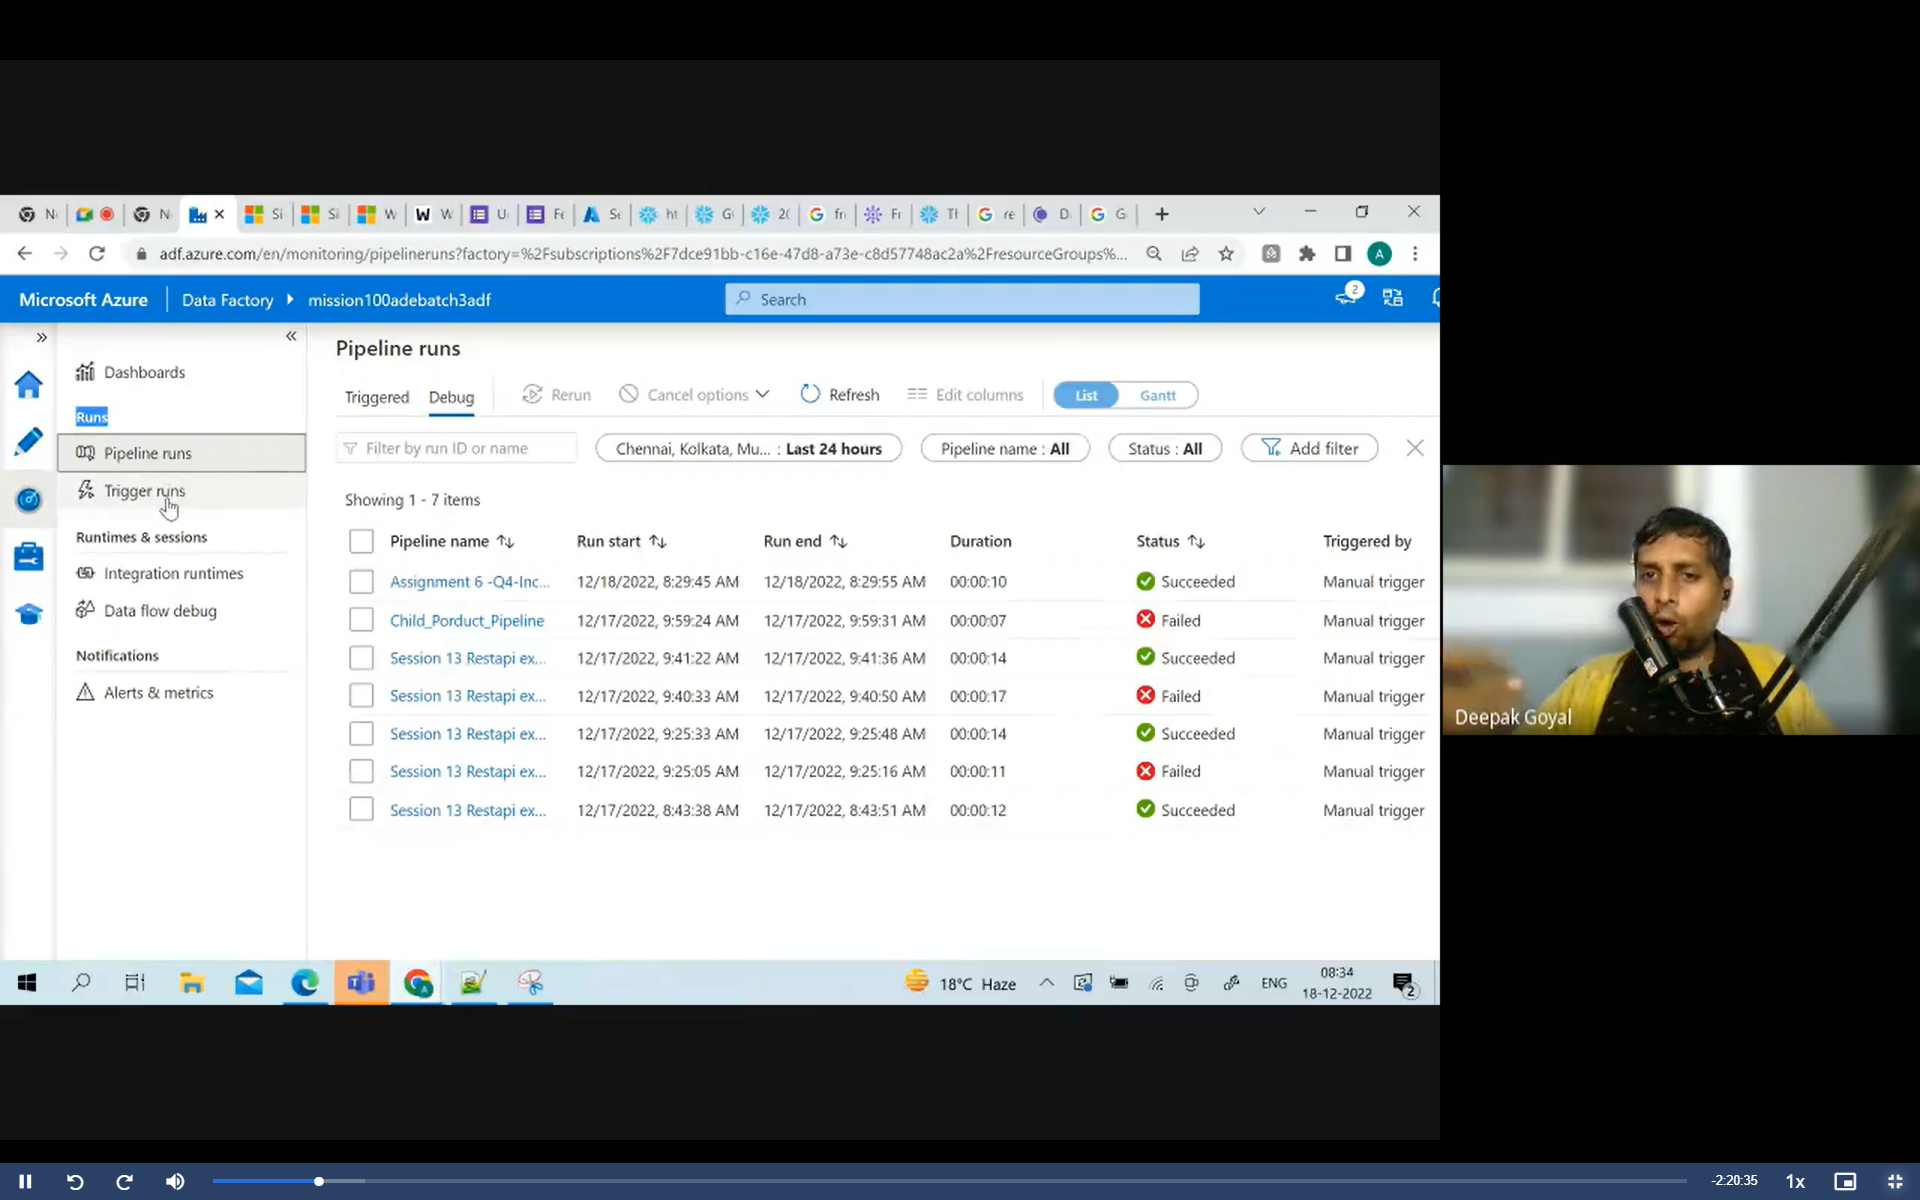 N
N
Si
Si
W
W W
U
Fe
Se
ht
G
20
fr
Fr
Th
re
D
G
adf.azure.com/en/monitoring/pipelineruns?factory=%2Fsubscriptions%2F7dce91bb-c16e-47d8-a73e-c8d57748ac2a%2FresourceGroups%...
A
Microsoft Azure
Data Factory
mission100adebatch3adf
Search
2
Dashboards
Runs
Pipeline runs
Trigger runs
Runtimes & sessions
Integration runtimes
Data flow debug
Notifications
Alerts & metrics
Pipeline runs
Triggered Debug Rerun Cancel options Refresh Edit columns List Gantt
Filter by run ID or name Chennai, Kolkata, Mu... : Last 24 hours Pipeline name : All Status : All Add filter
Showing 1 - 7 items
Pipeline name Run start Run end Duration Status Triggered by
Assignment 6 -Q4-Inc... 12/18/2022, 8:29:45 AM 12/18/2022, 8:29:55 AM 00:00:10 Succeeded Manual trigger
Child_Porduct_Pipeline 12/17/2022, 9:59:24 AM 12/17/2022, 9:59:31 AM 00:00:07 Failed Manual trigger
Session 13 Restapi ex... 12/17/2022, 9:41:22 AM 12/17/2022, 9:41:36 AM 00:00:14 Succeeded Manual trigger
Session 13 Restapi ex... 12/17/2022, 9:40:33 AM 12/17/2022, 9:40:50 AM 00:00:17 Failed Manual trigger
Session 13 Restapi ex... 12/17/2022, 9:25:33 AM 12/17/2022, 9:25:48 AM 00:00:14 Succeeded Manual trigger
Session 13 Restapi ex... 12/17/2022, 9:25:05 AM 12/17/2022, 9:25:16 AM 00:00:11 Failed Manual trigger
Session 13 Restapi ex... 12/17/2022, 8:43:38 AM 12/17/2022, 8:43:51 AM 00:00:12 Succeeded Manual trigger
Deepak Goyal
18°C Haze
ENG
08:34
18-12-2022
2
-2:20:35
1x